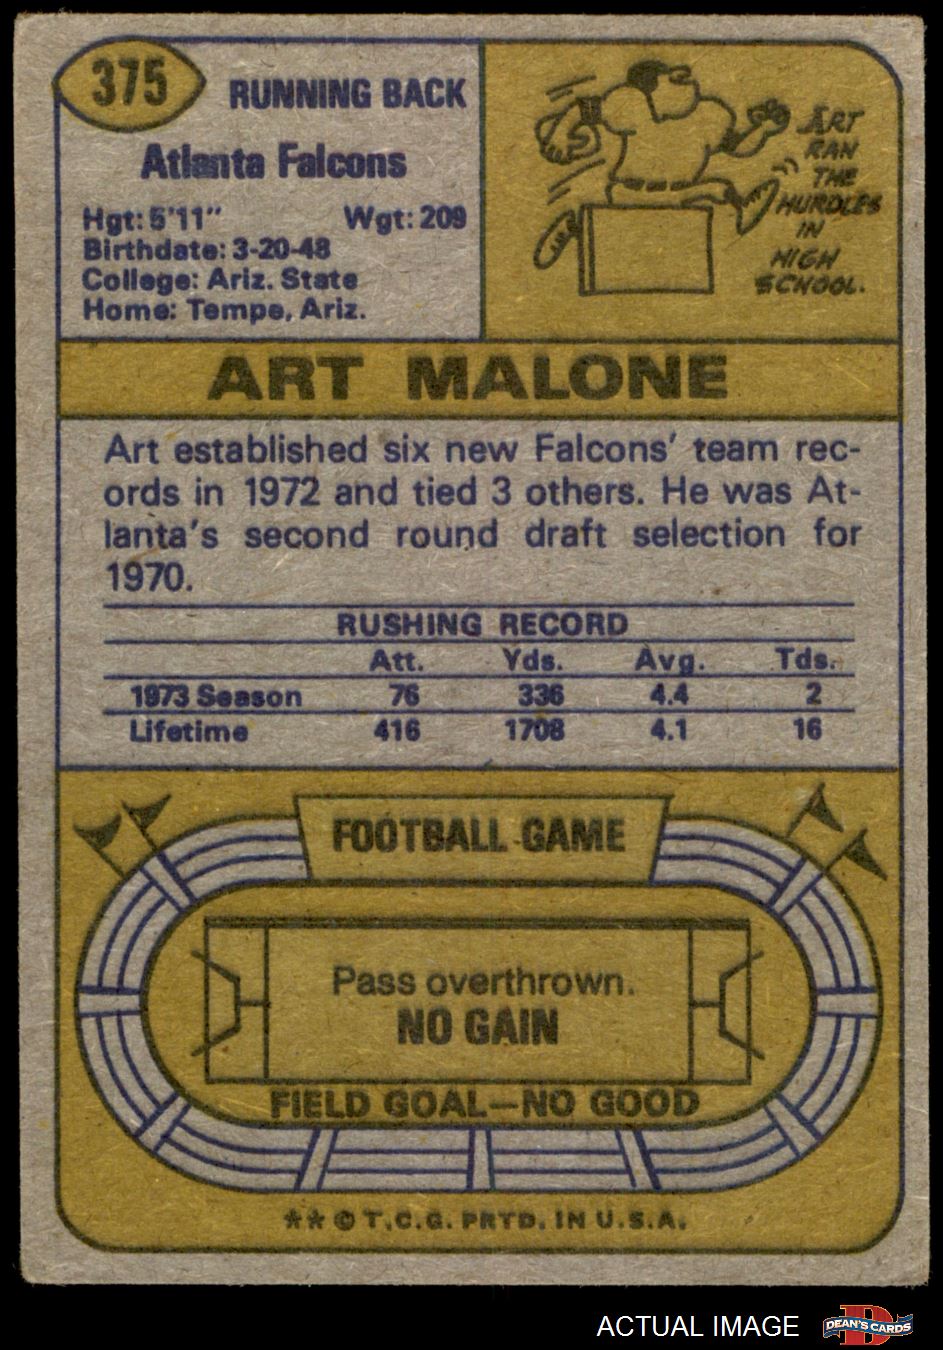 375
RUNNING BACK
Atlanta Falcons
Hgt: 5'11" Wgt: 209
Birthdate: 3-20-48
College: Ariz. State
Home: Tempe, Ariz.
ART
RAN
THE
HURDLES
IN
HIGH
SCHOOL.
ART MALONE
Art established six new Falcons' team rec-
ords in 1972 and tied 3 others. He was At-
lanta's second round draft selection for
1970.
RUSHING RECORD
Att. Yds. Avg. Tds.
1973 Season 76 336 4.4 2
Lifetime 416 1708 4.1 16
FOOTBALL GAME
Pass overthrown.
NO GAIN
FIELD GOAL—NO GOOD
** © T.C.G. PRTD. IN U.S.A.
ACTUAL IMAGE
DEAN'S CARDS